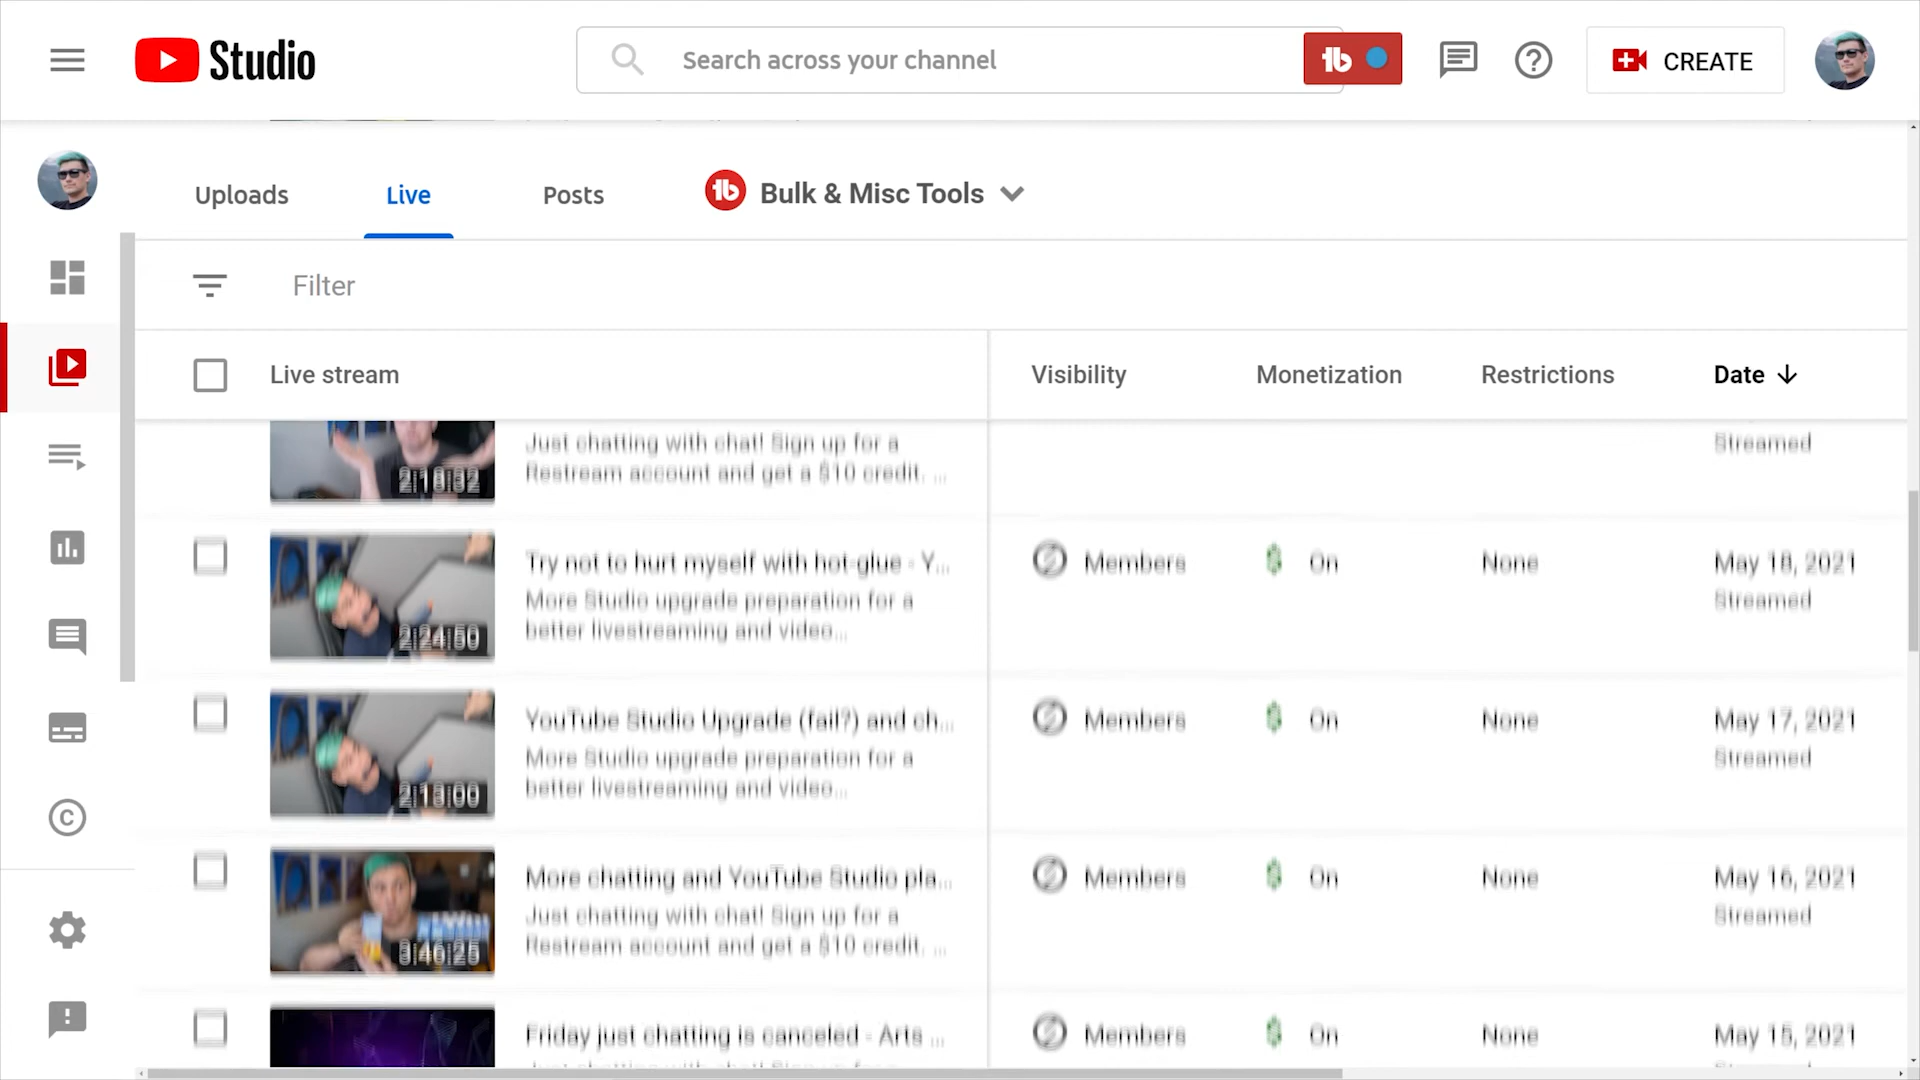 Studio
Search across your channel
CREATE
Uploads
Live
Posts
Bulk & Misc Tools
Filter
Live stream
Visibility
Monetization
Restrictions
Date
Just chatting with chat! Sign up for a
Restream account and get a $10 credit. ...
Streamed
Try not to hurt myself with hot-glue - Y...
More Studio upgrade preparation for a
better livestreaming and video...
2:24:50
Members
On
None
May 18, 2021
Streamed
YouTube Studio Upgrade (fail?) and ch...
More Studio upgrade preparation for a
better livestreaming and video...
Members
On
None
May 17, 2021
Streamed
More chatting and YouTube Studio pla...
Just chatting with chat! Sign up for a
Restream account and get a $10 credit. ...
Members
On
None
May 16, 2021
Streamed
Friday just chatting is canceled - Arts ...
Members
On
None
May 15, 2021